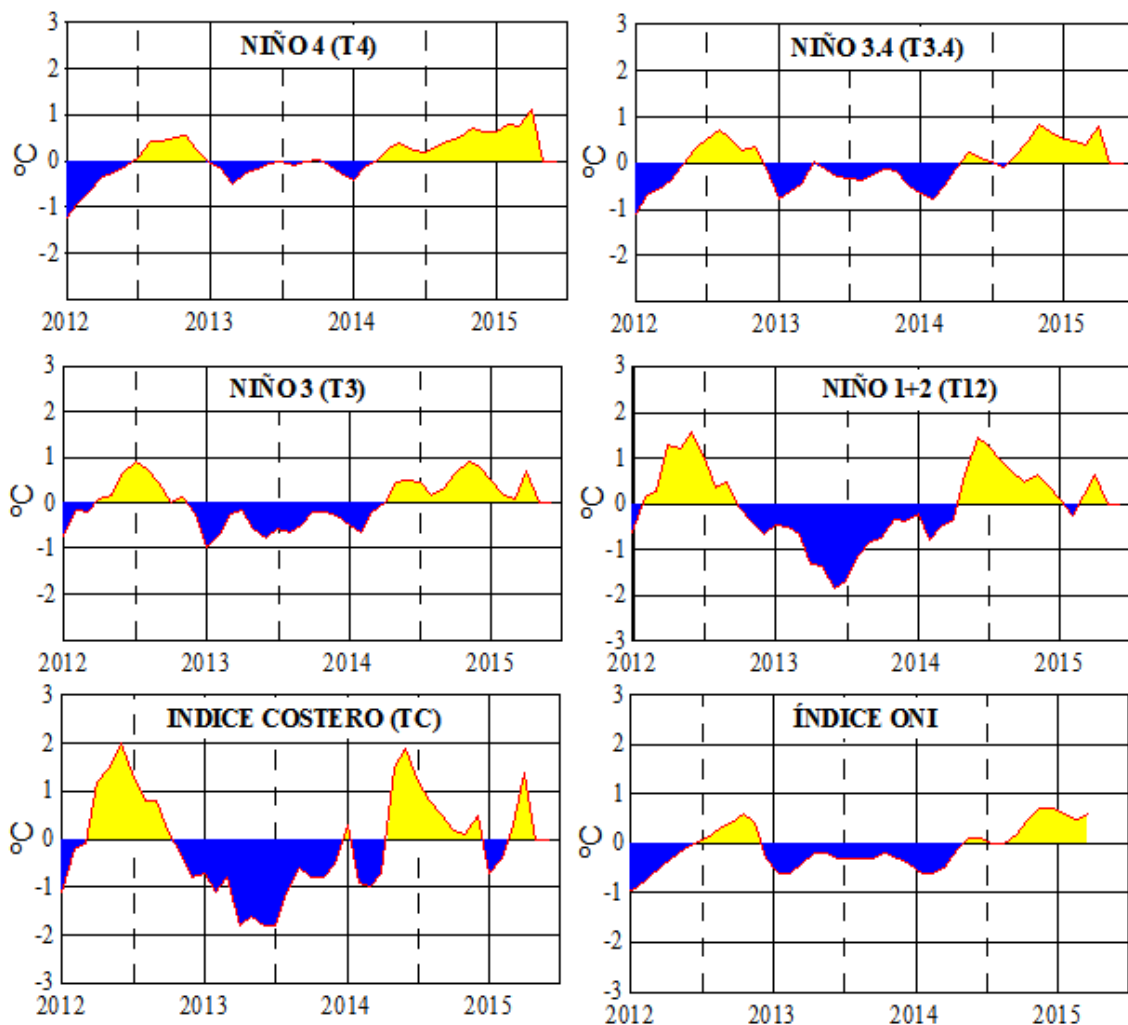 NIÑO 4 (T4)
°C
3
2
1
0
-1
-2
2012 2013 2014 2015
NIÑO 3.4 (T3.4)
°C
3
2
1
0
-1
-2
2012 2013 2014 2015
NIÑO 3 (T3)
°C
3
2
1
0
-1
-2
2012 2013 2014 2015
NIÑO 1+2 (T12)
°C
3
2
1
0
-1
-2
-3
2012 2013 2014 2015
INDICE COSTERO (TC)
°C
3
2
1
0
-1
-2
-3
2012 2013 2014 2015
ÍNDICE ONI
°C
3
2
1
0
-1
-2
-3
2012 2013 2014 2015